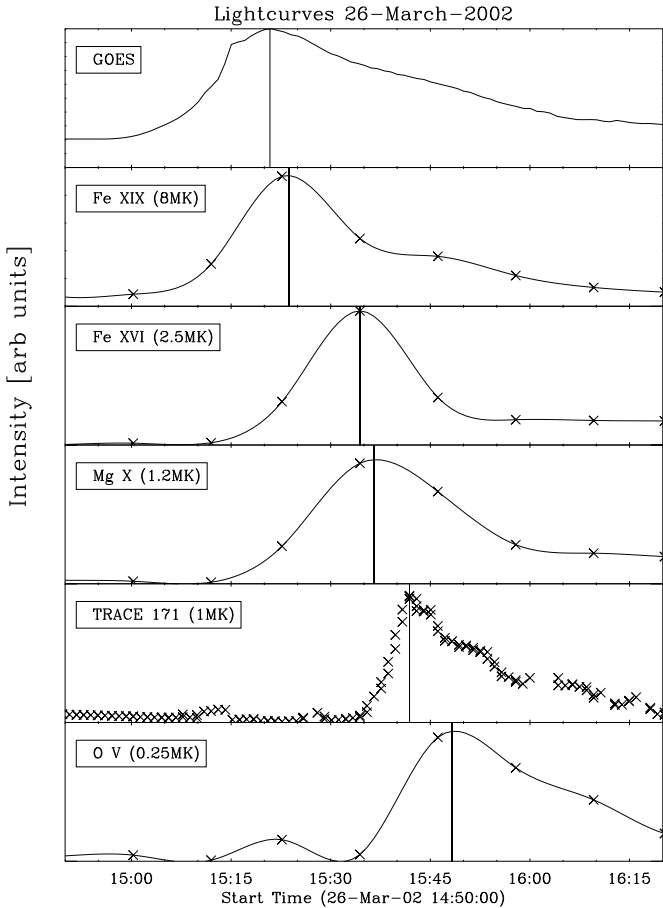 Lightcurves 26-March-2002
GOES
Fe XIX (8MK)
Fe XVI (2.5MK)
Mg X (1.2MK)
TRACE 171 (1MK)
O V (0.25MK)
Intensity [arb units]
15:00 15:15 15:30 15:45 16:00 16:15
Start Time (26-Mar-02 14:50:00)